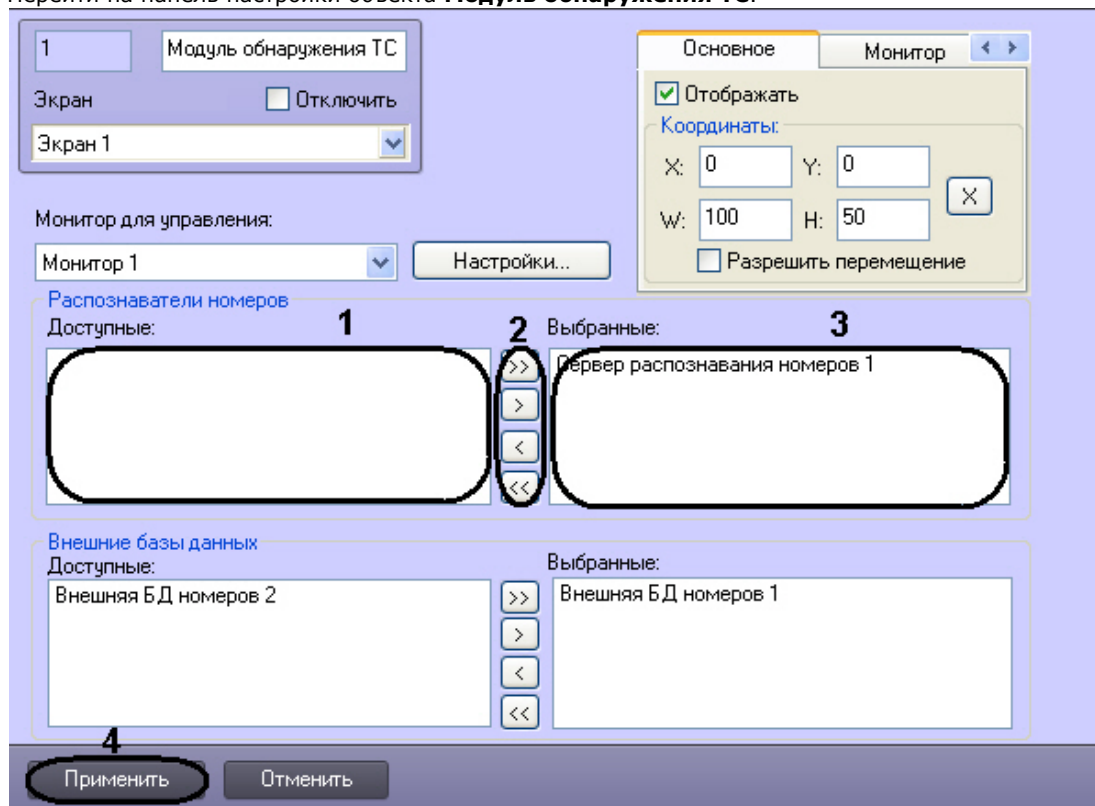 Перейти на панель настройки объекта Модуль обнаружения ТС.
1
Модуль обнаружения ТС
Экран
Отключить
Экран 1
Основное
Монитор
Отображать
Координаты:
X: 0 Y: 0
X
W: 100 H: 50
Разрешить перемещение
Монитор для управления:
Монитор 1
Настройки...
Распознаватели номеров
Доступные:
1
2
Выбранные:
3
Сервер распознавания номеров 1
>>
>
<
<<
Внешние базы данных
Доступные:
Выбранные:
Внешняя БД номеров 2
>>
>
<
<<
Внешняя БД номеров 1
4
Применить
Отменить